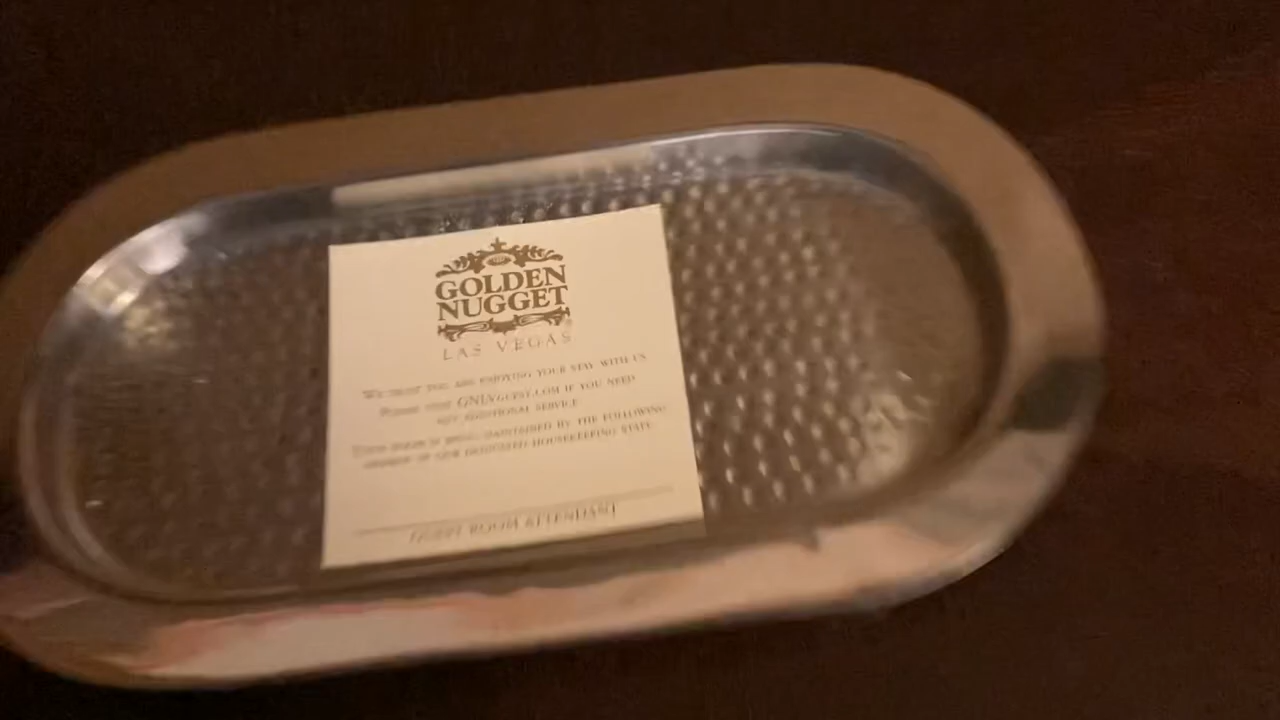 GOLDEN
NUGGET
LAS VEGAS
WE TRUST YOU ARE ENJOYING YOUR STAY WITH US
PLEASE VISIT GNLVGUEST.COM IF YOU NEED
ANY ADDITIONAL SERVICE
YOUR ROOM IS BEING MAINTAINED BY THE FOLLOWING
MEMBER OF OUR DEDICATED HOUSEKEEPING STAFF
GUEST ROOM ATTENDANT